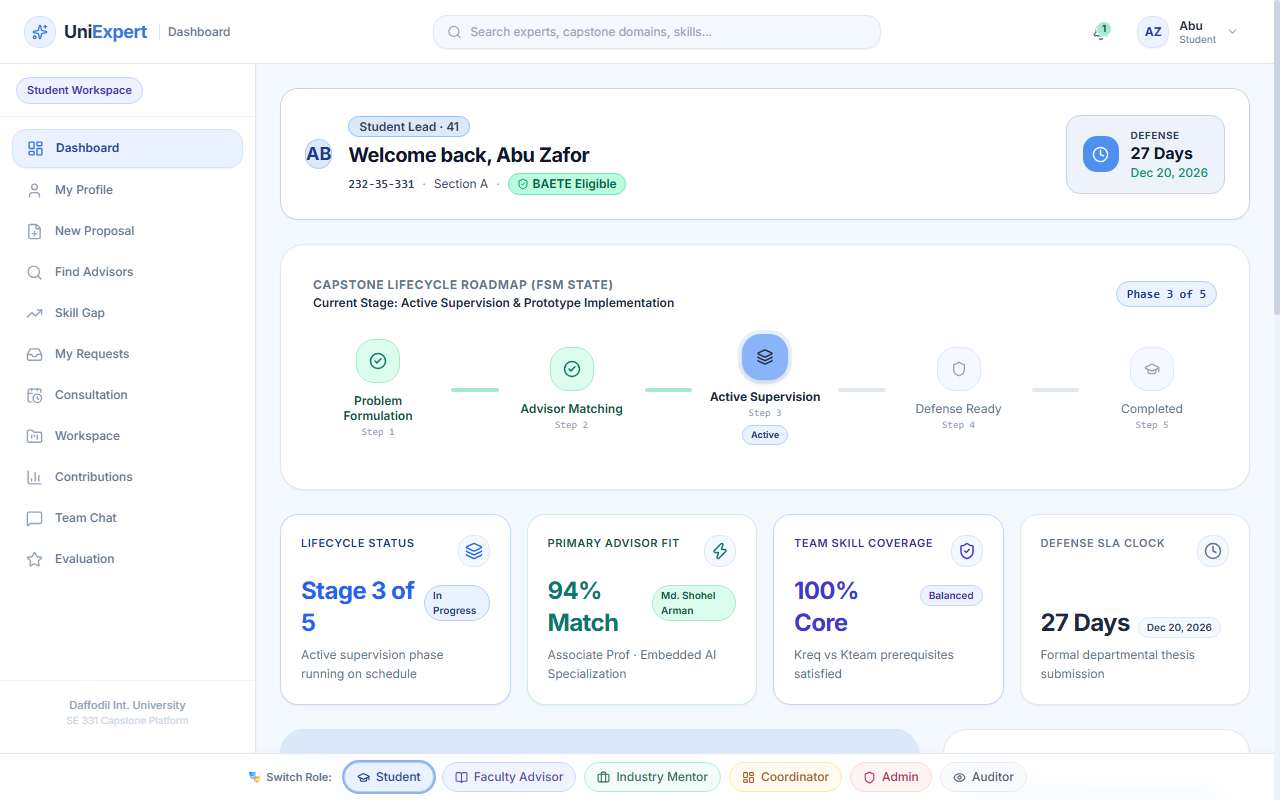 UniExpert
Dashboard
Search experts, capstone domains, skills...
1
AZ
Abu
Student
Student Workspace
Dashboard
My Profile
New Proposal
Find Advisors
Skill Gap
My Requests
Consultation
Workspace
Contributions
Team Chat
Evaluation
Daffodil Int. University
SE 331 Capstone Platform
AB
Student Lead · 41
Welcome back, Abu Zafor
232-35-331 · Section A · BAETE Eligible
DEFENSE
27 Days
Dec 20, 2026
CAPSTONE LIFECYCLE ROADMAP (FSM STATE)
Current Stage: Active Supervision & Prototype Implementation
Phase 3 of 5
Problem
Formulation
Step 1
Advisor Matching
Step 2
Active Supervision
Step 3
Active
Defense Ready
Step 4
Completed
Step 5
LIFECYCLE STATUS
Stage 3 of
5
In
Progress
Active supervision phase
running on schedule
PRIMARY ADVISOR FIT
94%
Match
Md. Shohel
Arman
Associate Prof · Embedded AI
Specialization
TEAM SKILL COVERAGE
100%
Core
Balanced
Kreq vs Kteam prerequisites
satisfied
DEFENSE SLA CLOCK
27 Days
Dec 20, 2026
Formal departmental thesis
submission
Switch Role:
Student
Faculty Advisor
Industry Mentor
Coordinator
Admin
Auditor